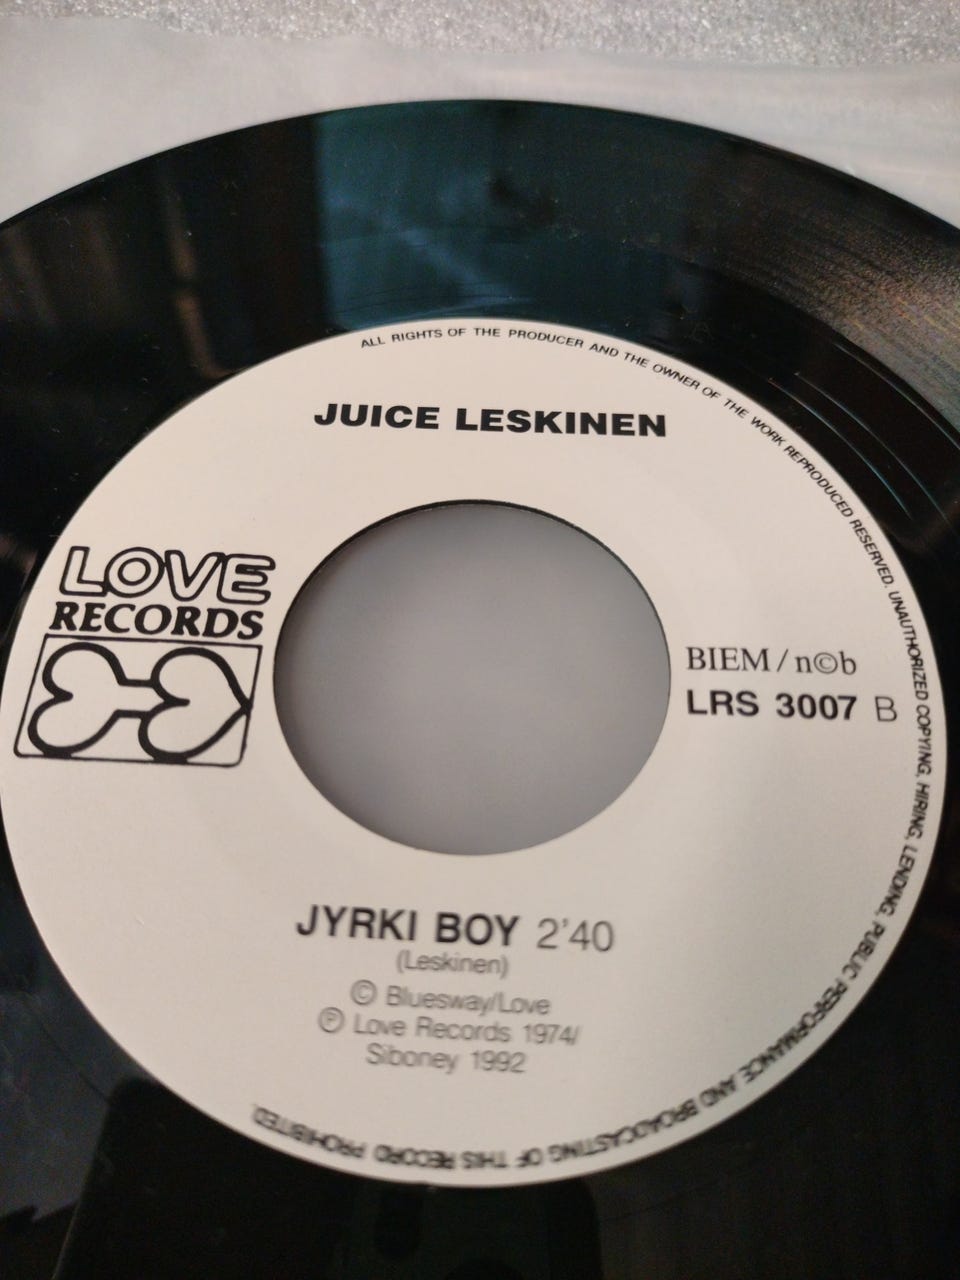 ALL RIGHTS OF THE PRODUCER AND THE OWNER OF THE WORK REPRODUCED RESERVED. UNAUTHORIZED COPYING, HIRING, LENDING, PUBLIC PERFORMANCE AND BROADCASTING OF THIS RECORD PROHIBITED.
JUICE LESKINEN
LOVE
RECORDS
BIEM/n©b
LRS 3007 B
JYRKI BOY 2'40
(Leskinen)
© Bluesway/Love
℗ Love Records 1974/
Siboney 1992